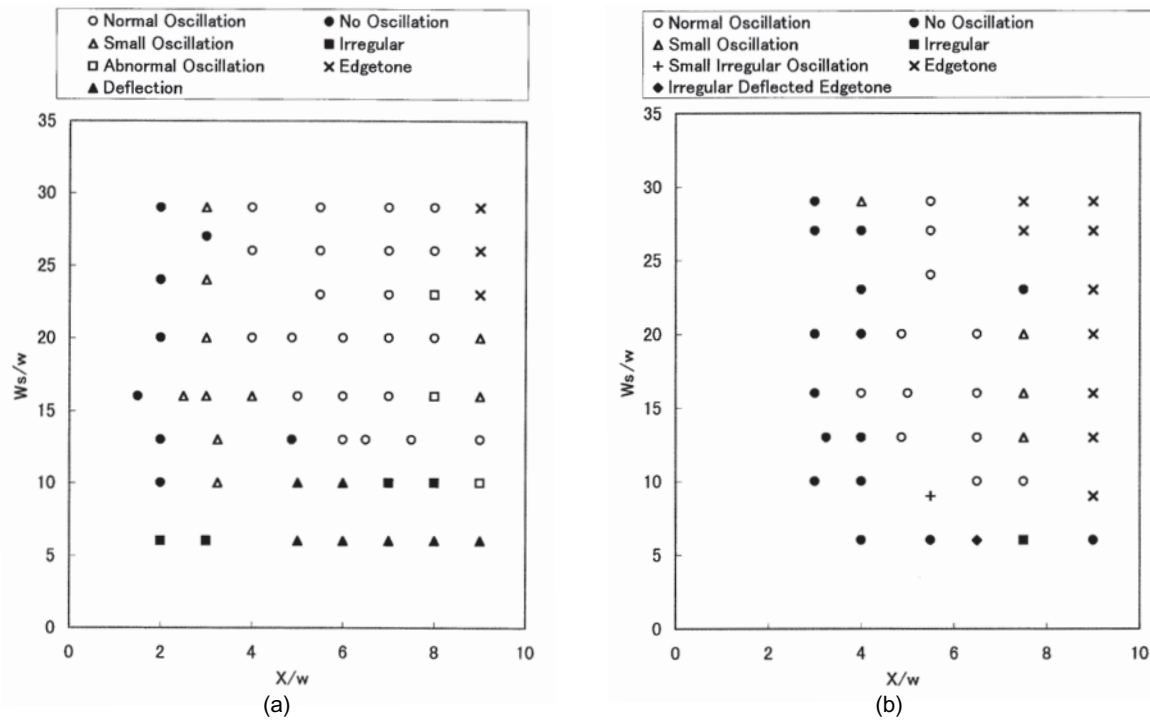 Normal Oscillation No Oscillation
Small Oscillation Irregular
Abnormal Oscillation Edgetone
Deflection
35
30
25
20
15
10
5
0
Ws/w
0 2 4 6 8 10
X/w
(a)
Normal Oscillation No Oscillation
Small Oscillation Irregular
Small Irregular Oscillation Edgetone
Irregular Deflected Edgetone
35
30
25
20
15
10
5
0
Ws/w
0 2 4 6 8 10
X/w
(b)